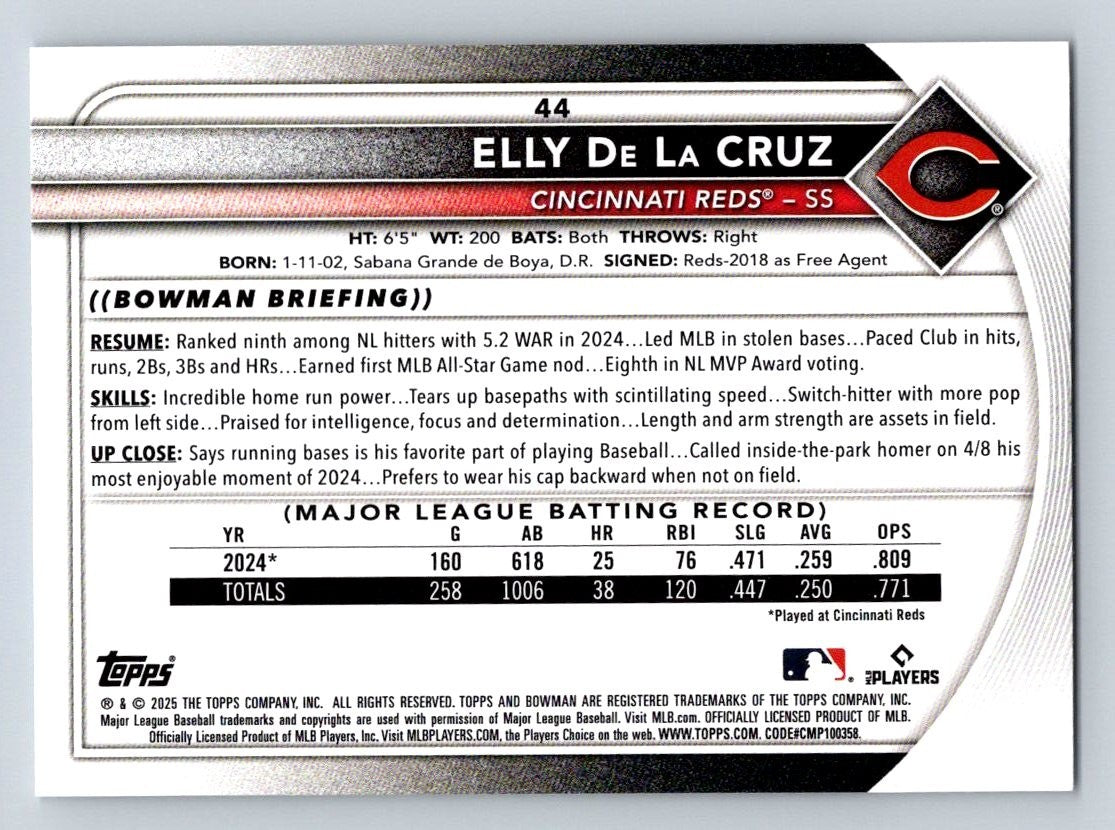 44
ELLY DE LA CRUZ
CINCINNATI REDS® – SS
HT: 6'5" WT: 200 BATS: Both THROWS: Right
BORN: 1-11-02, Sabana Grande de Boya, D.R. SIGNED: Reds-2018 as Free Agent
((BOWMAN BRIEFING))
RESUME: Ranked ninth among NL hitters with 5.2 WAR in 2024...Led MLB in stolen bases...Paced Club in hits,
runs, 2Bs, 3Bs and HRs...Earned first MLB All-Star Game nod...Eighth in NL MVP Award voting.
SKILLS: Incredible home run power...Tears up basepaths with scintillating speed...Switch-hitter with more pop
from left side...Praised for intelligence, focus and determination...Length and arm strength are assets in field.
UP CLOSE: Says running bases is his favorite part of playing Baseball...Called inside-the-park homer on 4/8 his
most enjoyable moment of 2024...Prefers to wear his cap backward when not on field.
(MAJOR LEAGUE BATTING RECORD)
YR G AB HR RBI SLG AVG OPS
2024* 160 618 25 76 .471 .259 .809
TOTALS 258 1006 38 120 .447 .250 .771
*Played at Cincinnati Reds
TOPPS®
MLB PLAYERS
® & © 2025 THE TOPPS COMPANY, INC. ALL RIGHTS RESERVED. TOPPS AND BOWMAN ARE REGISTERED TRADEMARKS OF THE TOPPS COMPANY, INC.
Major League Baseball trademarks and copyrights are used with permission of Major League Baseball. Visit MLB.com. OFFICIALLY LICENSED PRODUCT OF MLB.
Officially Licensed Product of MLB Players, Inc. Visit MLBPLAYERS.COM, the Players Choice on the web. WWW.TOPPS.COM. CODE#CMP100358.